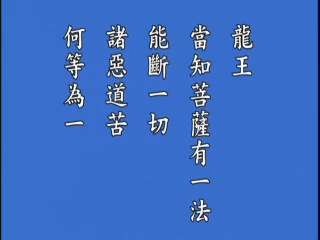 龍王
當知菩薩有一法
能斷一切
諸惡道苦
何等為一